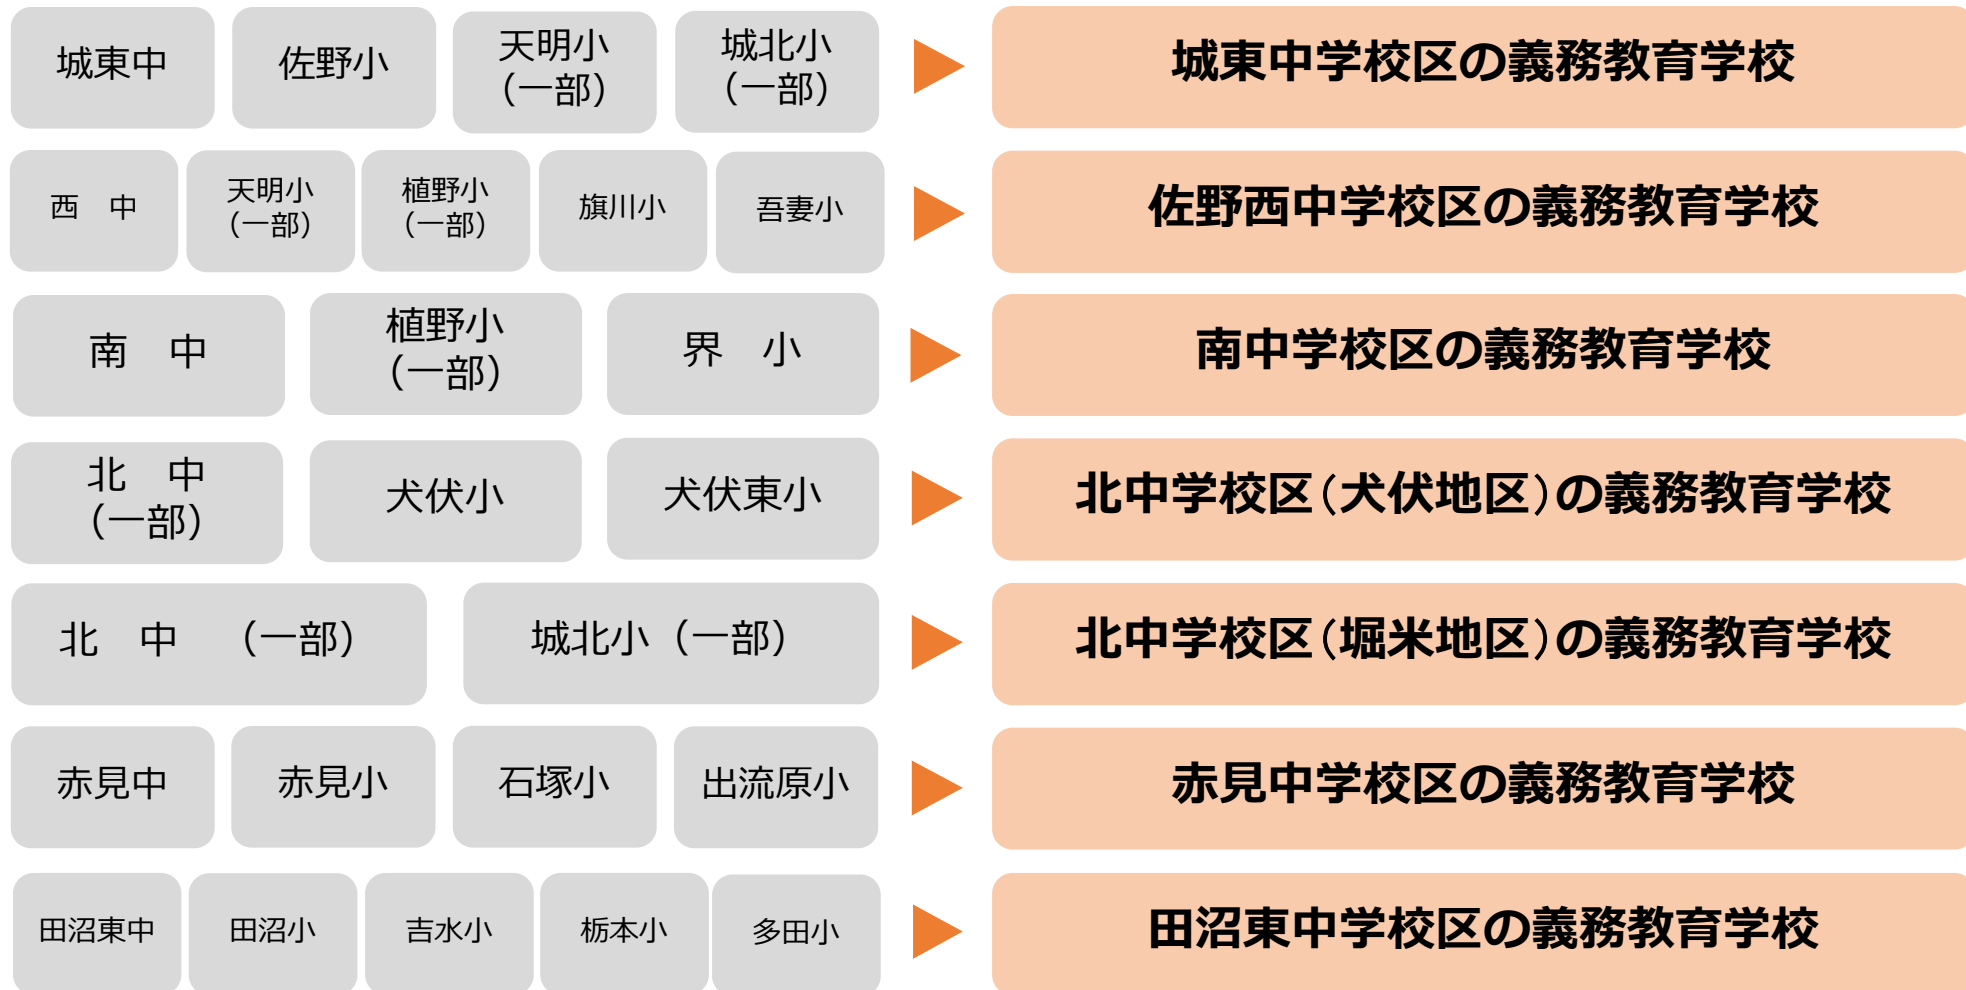 城東中
佐野小
天明小
（一部）
城北小
（一部）
城東中学校区の義務教育学校
西　中
天明小
（一部）
植野小
（一部）
旗川小
吾妻小
佐野西中学校区の義務教育学校
南　中
植野小
（一部）
界　小
南中学校区の義務教育学校
北　中
（一部）
犬伏小
犬伏東小
北中学校区（犬伏地区）の義務教育学校
北　中　（一部）
城北小（一部）
北中学校区（堀米地区）の義務教育学校
赤見中
赤見小
石塚小
出流原小
赤見中学校区の義務教育学校
田沼東中
田沼小
吉水小
栃本小
多田小
田沼東中学校区の義務教育学校